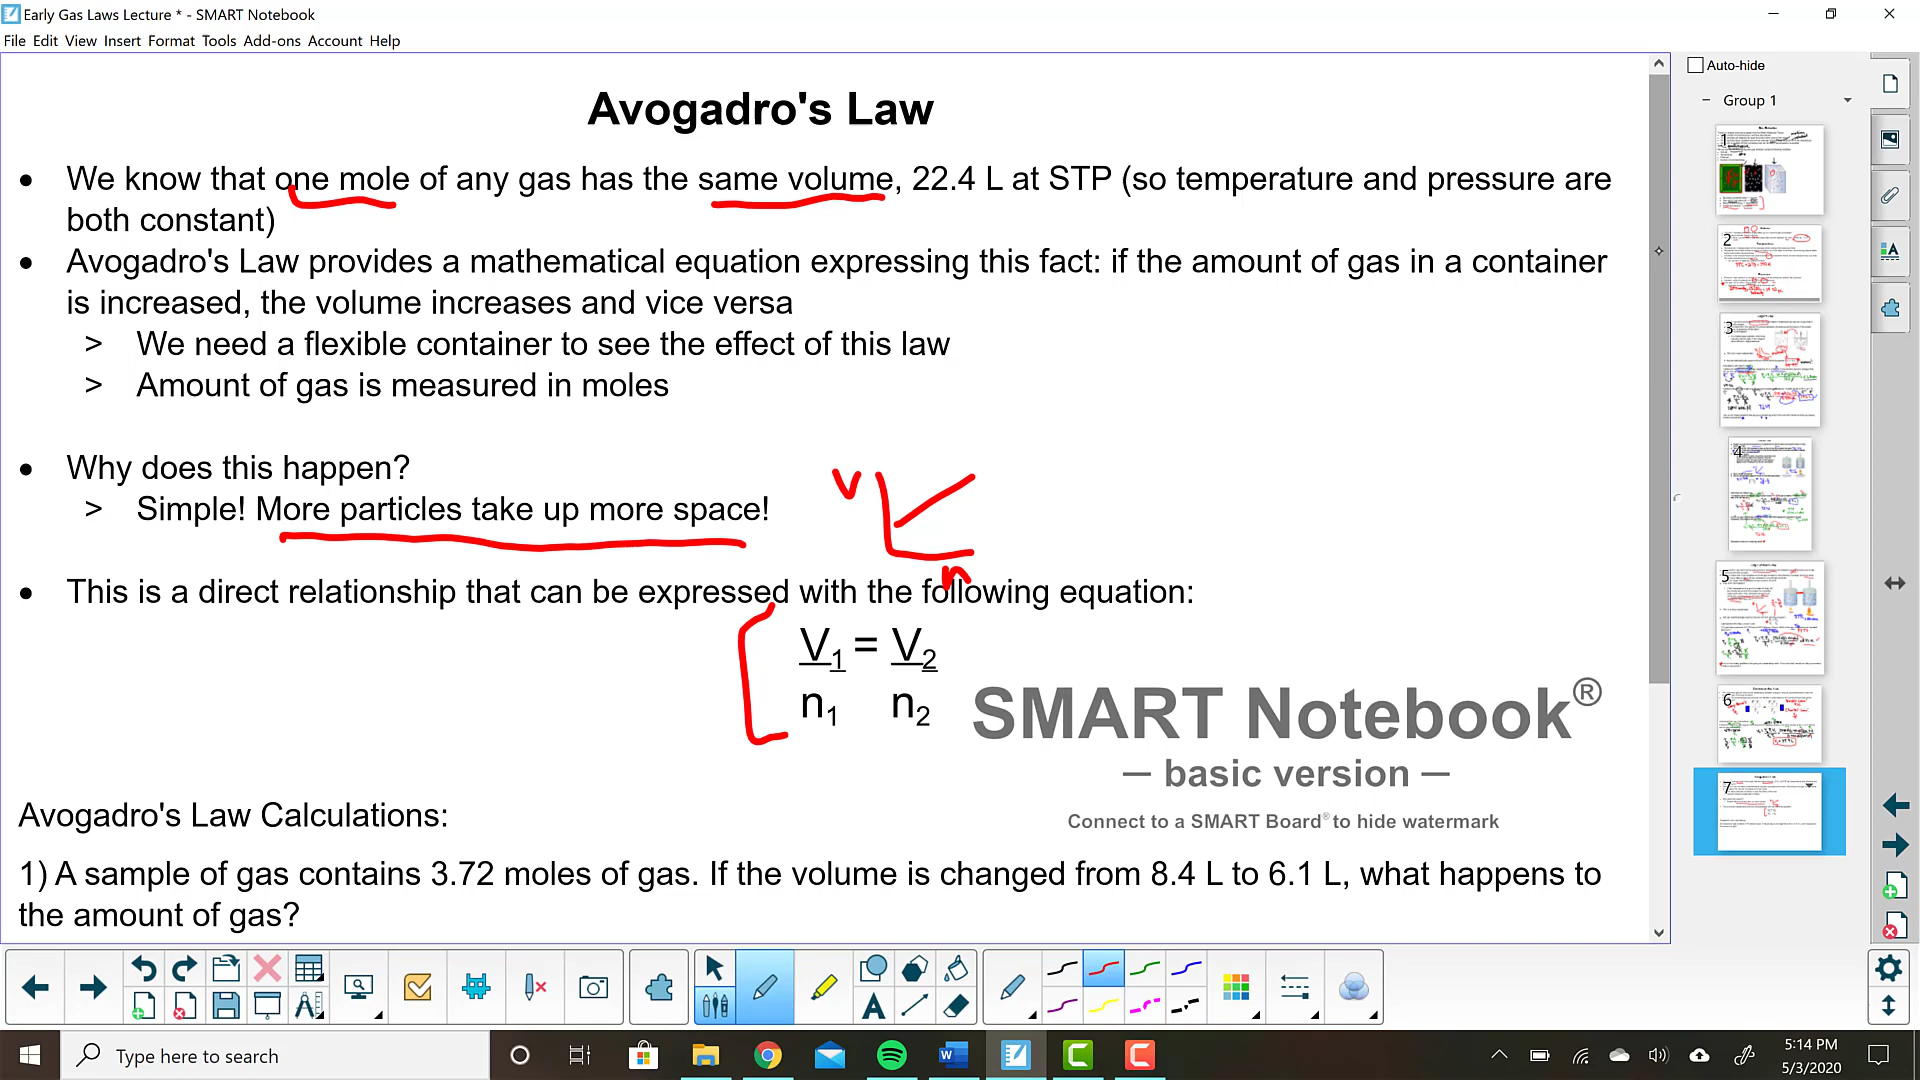 Early Gas Laws Lecture * - SMART Notebook
File Edit View Insert Format Tools Add-ons Account Help
Avogadro's Law
• We know that one mole of any gas has the same volume, 22.4 L at STP (so temperature and pressure are
both constant)
• Avogadro's Law provides a mathematical equation expressing this fact: if the amount of gas in a container
is increased, the volume increases and vice versa
> We need a flexible container to see the effect of this law
> Amount of gas is measured in moles
• Why does this happen?
> Simple! More particles take up more space!
V
n
• This is a direct relationship that can be expressed with the following equation:
V₁ = V₂
n₁ n₂
SMART Notebook®
— basic version —
Connect to a SMART Board® to hide watermark
Avogadro's Law Calculations:
1) A sample of gas contains 3.72 moles of gas. If the volume is changed from 8.4 L to 6.1 L, what happens to
the amount of gas?
Auto-hide
Group 1
1
2
3
4
5
6
7
Type here to search
5:14 PM
5/3/2020